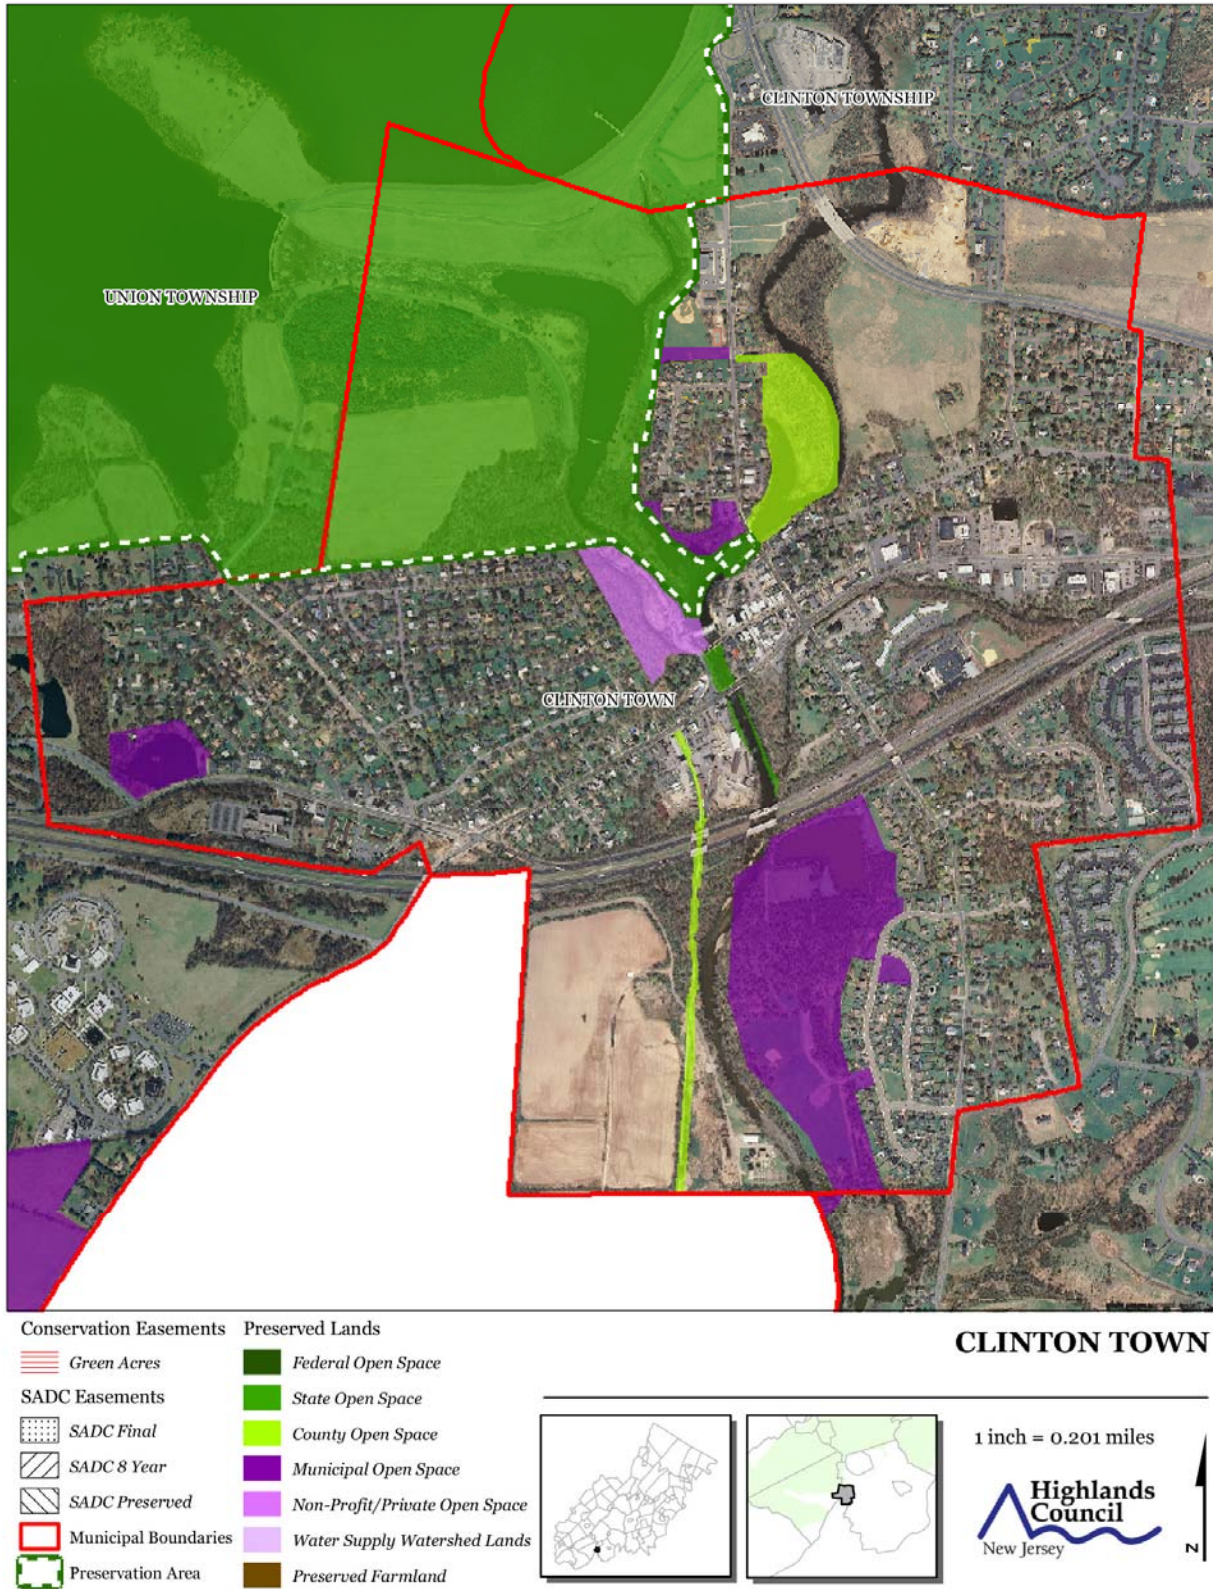 CLINTON TOWNSHIP
UNION TOWNSHIP
CLINTON TOWN
Conservation Easements
Green Acres
SADC Easements
SADC Final
SADC 8 Year
SADC Preserved
Municipal Boundaries
Preservation Area
Preserved Lands
Federal Open Space
State Open Space
County Open Space
Municipal Open Space
Non-Profit/Private Open Space
Water Supply Watershed Lands
Preserved Farmland
CLINTON TOWN
1 inch = 0.201 miles
Highlands
Council
New Jersey
N